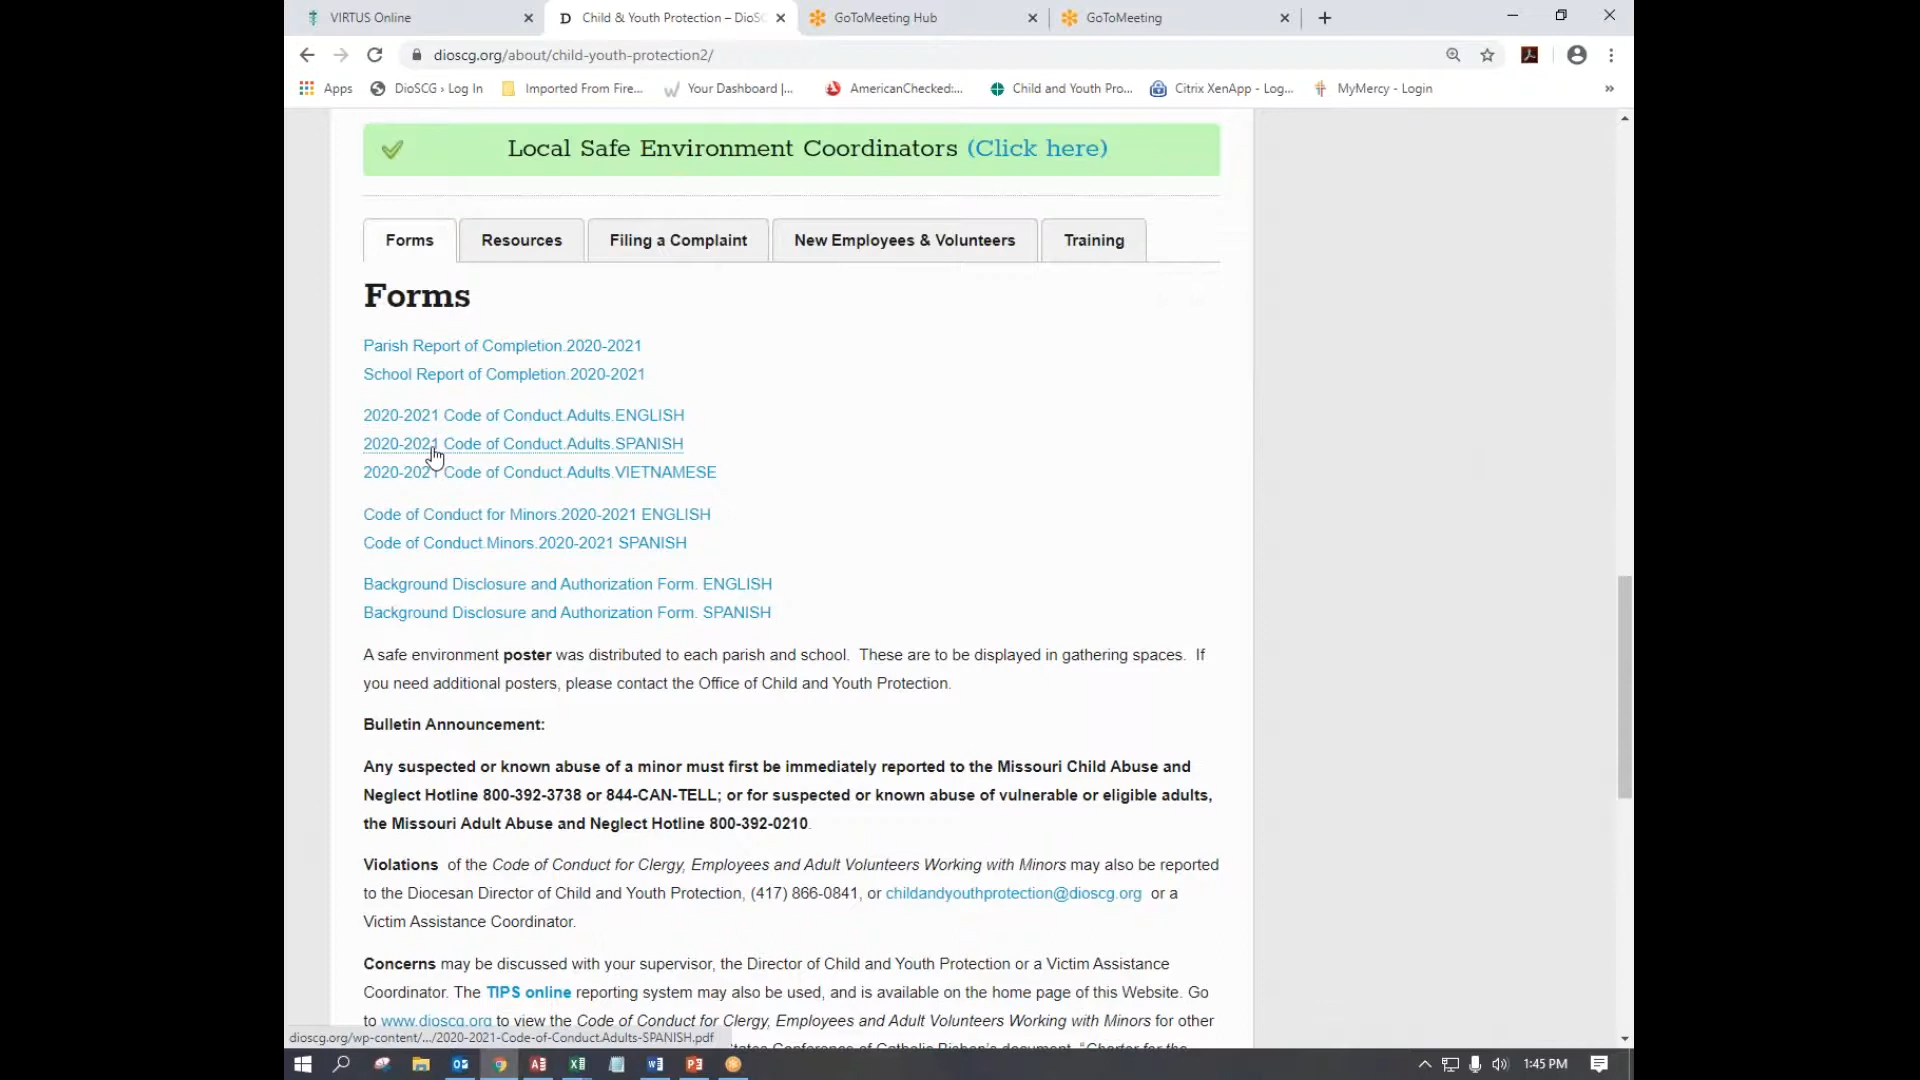 VIRTUS Online
D Child & Youth Protection – DioSC
GoToMeeting Hub
GoToMeeting
dioscg.org/about/child-youth-protection2/
Apps
DioSCG › Log In
Imported From Fire...
Your Dashboard |...
AmericanChecked:...
Child and Youth Pro...
Citrix XenApp - Log...
MyMercy - Login
»
Local Safe Environment Coordinators (Click here)
Forms
Resources
Filing a Complaint
New Employees & Volunteers
Training
Forms
Parish Report of Completion.2020-2021
School Report of Completion.2020-2021
2020-2021 Code of Conduct.Adults.ENGLISH
2020-2021 Code of Conduct.Adults.SPANISH
2020-2021 Code of Conduct.Adults.VIETNAMESE
Code of Conduct for Minors.2020-2021 ENGLISH
Code of Conduct.Minors.2020-2021 SPANISH
Background Disclosure and Authorization Form. ENGLISH
Background Disclosure and Authorization Form. SPANISH
A safe environment poster was distributed to each parish and school. These are to be displayed in gathering spaces. If
you need additional posters, please contact the Office of Child and Youth Protection.
Bulletin Announcement:
Any suspected or known abuse of a minor must first be immediately reported to the Missouri Child Abuse and
Neglect Hotline 800-392-3738 or 844-CAN-TELL; or for suspected or known abuse of vulnerable or eligible adults,
the Missouri Adult Abuse and Neglect Hotline 800-392-0210.
Violations of the Code of Conduct for Clergy, Employees and Adult Volunteers Working with Minors may also be reported
to the Diocesan Director of Child and Youth Protection, (417) 866-0841, or childandyouthprotection@dioscg.org or a
Victim Assistance Coordinator.
Concerns may be discussed with your supervisor, the Director of Child and Youth Protection or a Victim Assistance
Coordinator. The TIPS online reporting system may also be used, and is available on the home page of this Website. Go
to www.dioscg.org to view the Code of Conduct for Clergy, Employees and Adult Volunteers Working with Minors for other
States Conference of Catholic Bishop's document, "Charter for the
dioscg.org/wp-content/.../2020-2021-Code-of-Conduct.Adults-SPANISH.pdf
1:45 PM